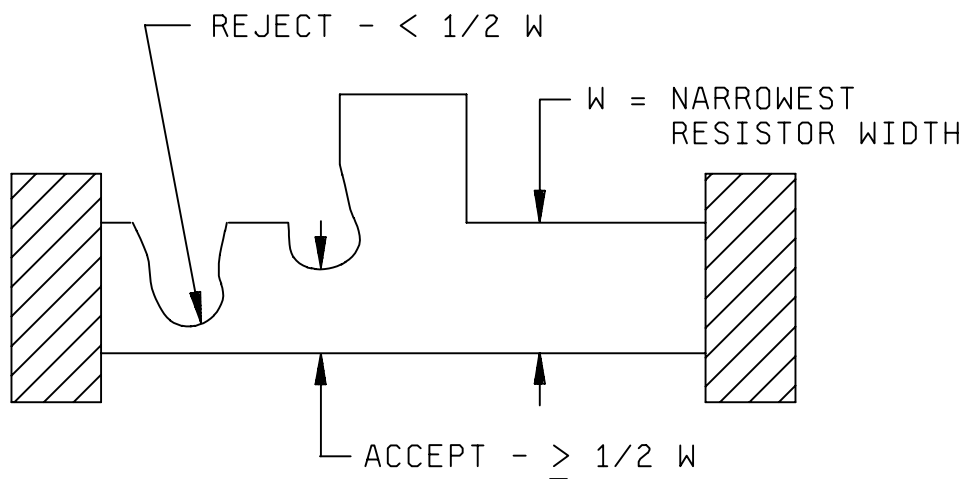 REJECT - < 1/2 W
W = NARROWEST
RESISTOR WIDTH
ACCEPT - ≥ 1/2 W